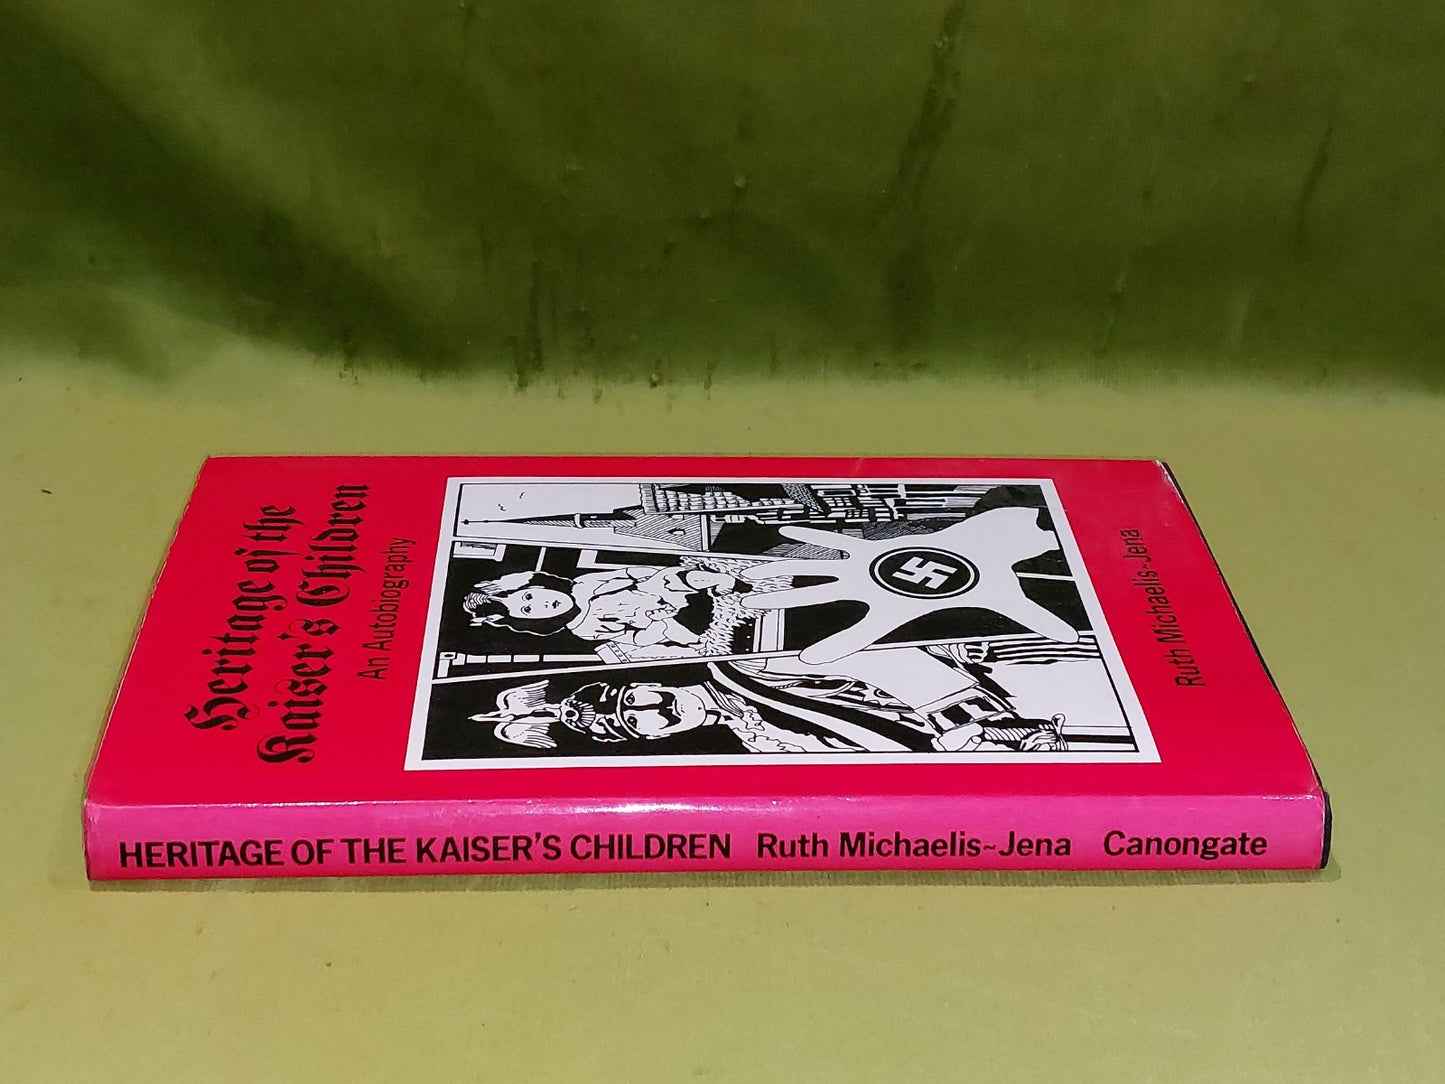 Heritage of the
Kaiser's Children
An Autobiography
Ruth Michaelis~Jena
HERITAGE OF THE KAISER'S CHILDREN Ruth Michaelis~Jena Canongate